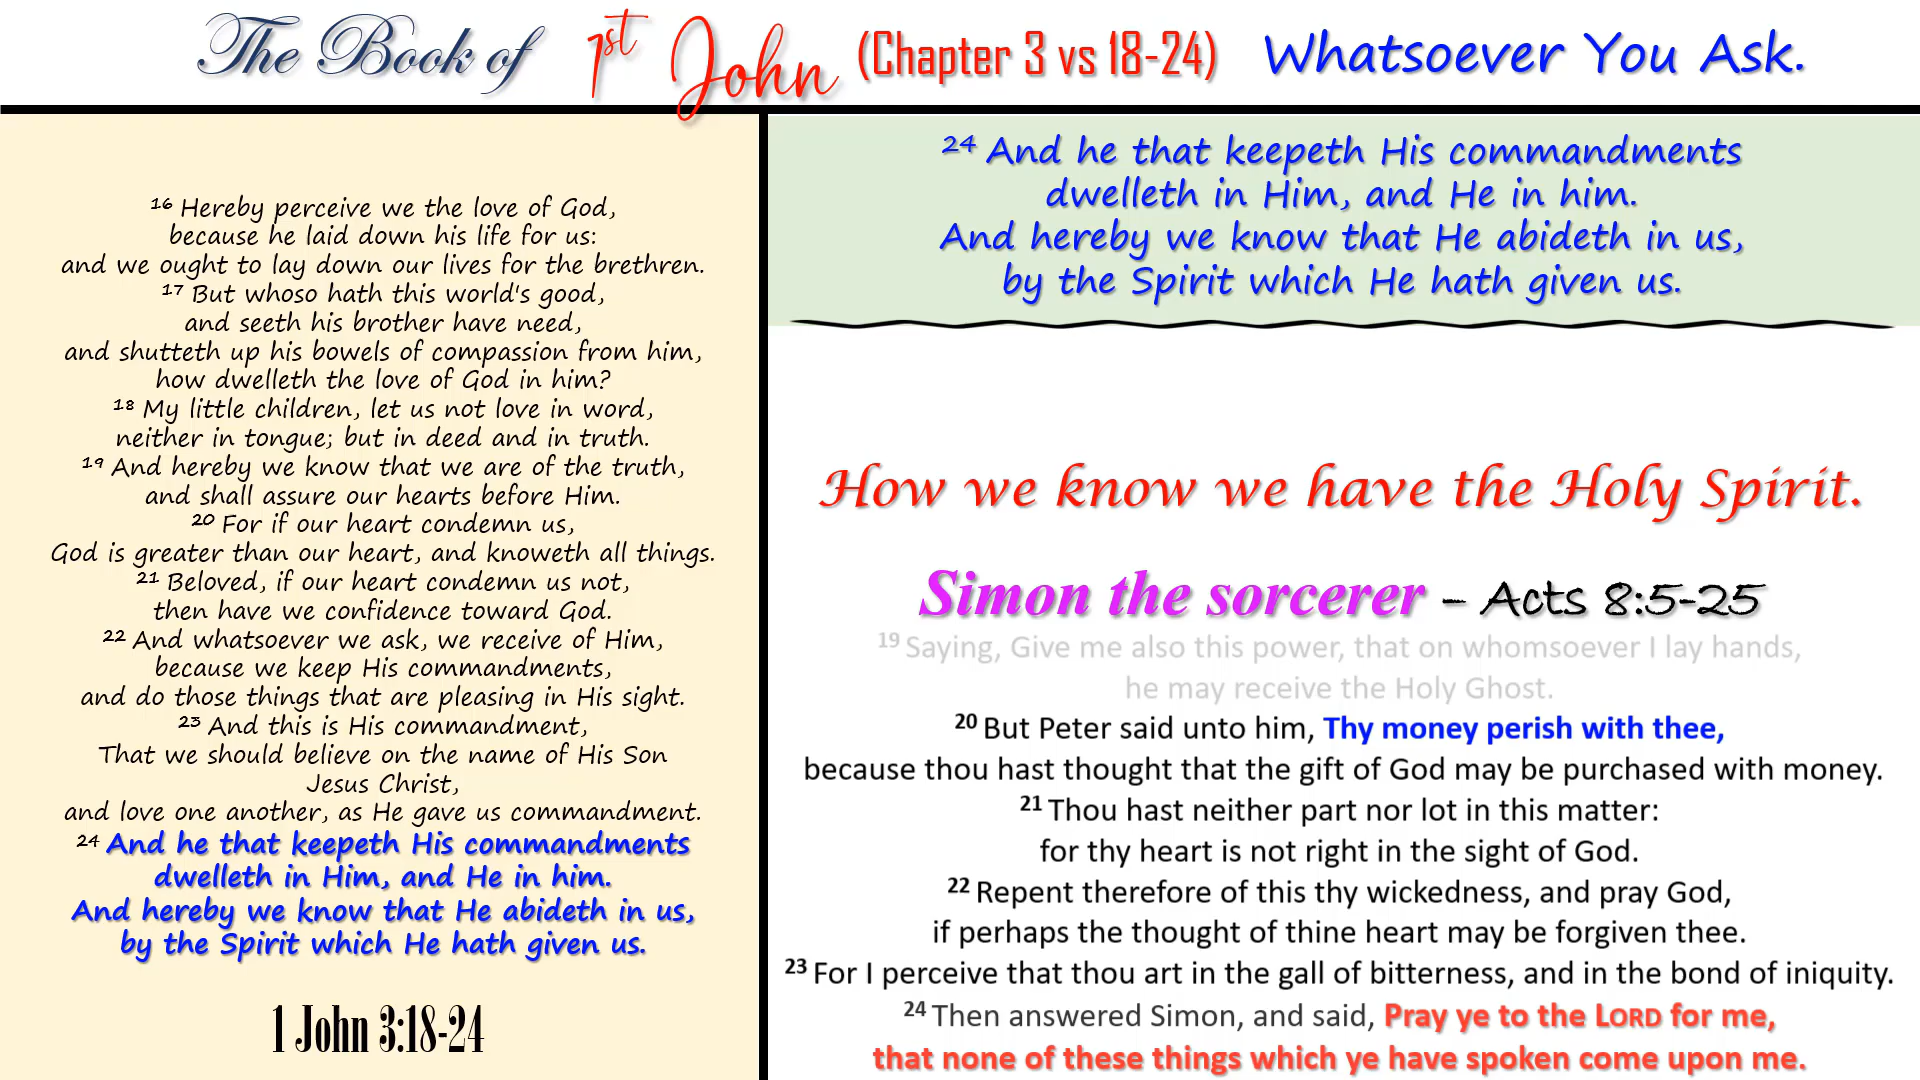 The Book of 1st John (Chapter 3 vs 18-24) Whatsoever You Ask.
16 Hereby perceive we the love of God,
because he laid down his life for us:
and we ought to lay down our lives for the brethren.
17 But whoso hath this world's good,
and seeth his brother have need,
and shutteth up his bowels of compassion from him,
how dwelleth the love of God in him?
18 My little children, let us not love in word,
neither in tongue; but in deed and in truth.
19 And hereby we know that we are of the truth,
and shall assure our hearts before Him.
20 For if our heart condemn us,
God is greater than our heart, and knoweth all things.
21 Beloved, if our heart condemn us not,
then have we confidence toward God.
22 And whatsoever we ask, we receive of Him,
because we keep His commandments,
and do those things that are pleasing in His sight.
23 And this is His commandment,
That we should believe on the name of His Son
Jesus Christ,
and love one another, as He gave us commandment.
24 And he that keepeth His commandments
dwelleth in Him, and He in him.
And hereby we know that He abideth in us,
by the Spirit which He hath given us.
1 John 3:18-24
24 And he that keepeth His commandments
dwelleth in Him, and He in him.
And hereby we know that He abideth in us,
by the Spirit which He hath given us.
How we know we have the Holy Spirit.
Simon the sorcerer – Acts 8:5-25
19 Saying, Give me also this power, that on whomsoever I lay hands,
he may receive the Holy Ghost.
20 But Peter said unto him, Thy money perish with thee,
because thou hast thought that the gift of God may be purchased with money.
21 Thou hast neither part nor lot in this matter:
for thy heart is not right in the sight of God.
22 Repent therefore of this thy wickedness, and pray God,
if perhaps the thought of thine heart may be forgiven thee.
23 For I perceive that thou art in the gall of bitterness, and in the bond of iniquity.
24 Then answered Simon, and said, Pray ye to the LORD for me,
that none of these things which ye have spoken come upon me.